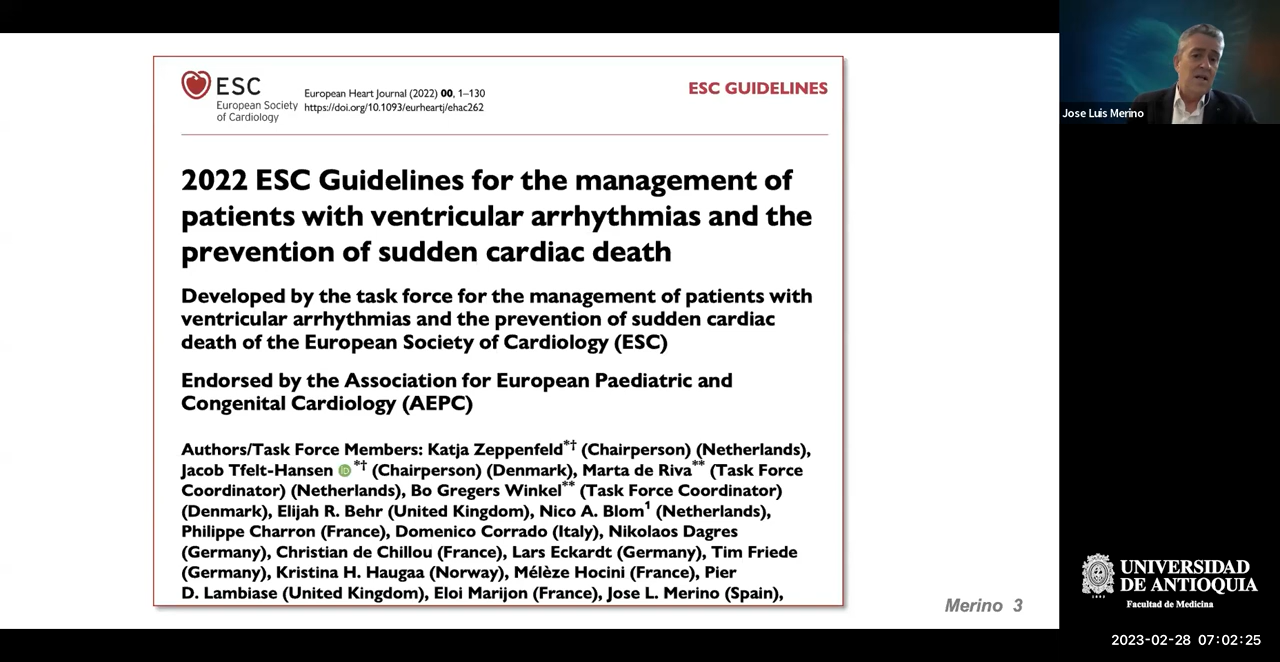 ESC
European Society
of Cardiology
European Heart Journal (2022) 00, 1–130
https://doi.org/10.1093/eurheartj/ehac262
ESC GUIDELINES
2022 ESC Guidelines for the management of
patients with ventricular arrhythmias and the
prevention of sudden cardiac death
Developed by the task force for the management of patients with
ventricular arrhythmias and the prevention of sudden cardiac
death of the European Society of Cardiology (ESC)
Endorsed by the Association for European Paediatric and
Congenital Cardiology (AEPC)
Authors/Task Force Members: Katja Zeppenfeld*† (Chairperson) (Netherlands),
Jacob Tfelt-Hansen iD *† (Chairperson) (Denmark), Marta de Riva** (Task Force
Coordinator) (Netherlands), Bo Gregers Winkel** (Task Force Coordinator)
(Denmark), Elijah R. Behr (United Kingdom), Nico A. Blom1 (Netherlands),
Philippe Charron (France), Domenico Corrado (Italy), Nikolaos Dagres
(Germany), Christian de Chillou (France), Lars Eckardt (Germany), Tim Friede
(Germany), Kristina H. Haugaa (Norway), Mélèze Hocini (France), Pier
D. Lambiase (United Kingdom), Eloi Marijon (France), Jose L. Merino (Spain),
Merino 3
Jose Luis Merino
UNIVERSIDAD
DE ANTIOQUIA
Facultad de Medicina
2023-02-28 07:02:25